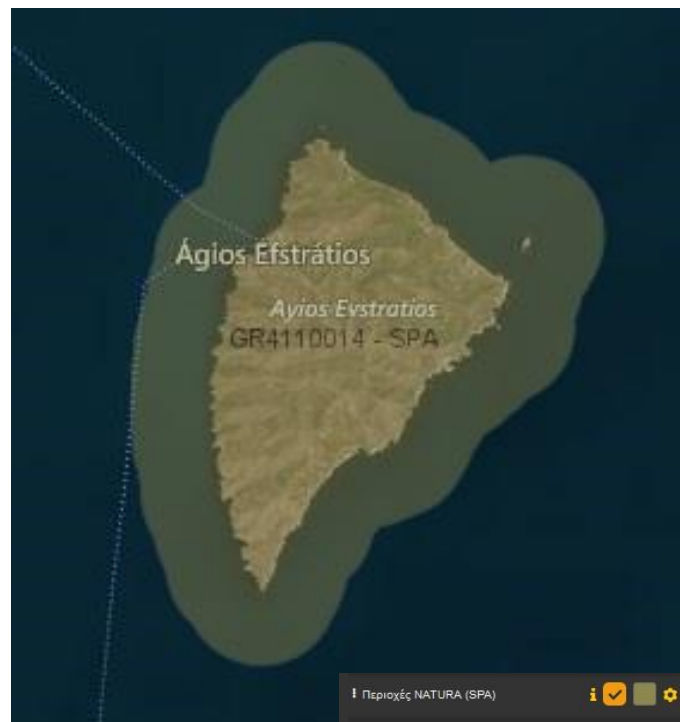 Ágios Efstrátios
Ayios Evstratios
GR4110014 - SPA
Περιοχές NATURA (SPA)